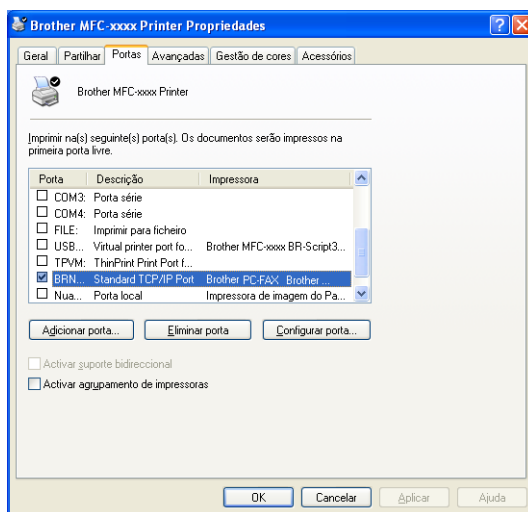 Brother MFC-xxxx Printer Propriedades
Geral Partilhar Portas Avançadas Gestão de cores Acessórios
Brother MFC-xxxx Printer
Imprimir na(s) seguinte(s) porta(s). Os documentos serão impressos na
primeira porta livre.
Porta Descrição Impressora
COM3: Porta série
COM4: Porta série
FILE: Imprimir para ficheiro
USB... Virtual printer port fo... Brother MFC-xxxx BR-Script3...
TPVM: ThinPrint Print Port f...
BRN... Standard TCP/IP Port Brother PC-FAX Brother ...
Nua... Porta local Impressora de imagem do Pa...
Adicionar porta... Eliminar porta Configurar porta...
Activar suporte bidireccional
Activar agrupamento de impressoras
OK Cancelar Aplicar Ajuda